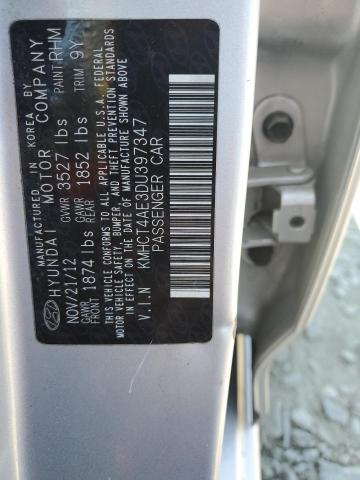 MANUFACTURED BY IN KOREA BY
HYUNDAI MOTOR COMPANY
NOV/21/12 GVWR 3527 lbs PAINT RHM
GAWR FRONT 1874 lbs GAWR REAR 1852 lbs TRIM 9Y
THIS VEHICLE CONFORMS TO ALL APPLICABLE U.S.A. FEDERAL
MOTOR VEHICLE SAFETY, BUMPER, AND THEFT PREVENTION STANDARDS
IN EFFECT ON THE DATE OF MANUFACTURE SHOWN ABOVE.
V.I.N KMHCT4AE3DU397347
PASSENGER CAR